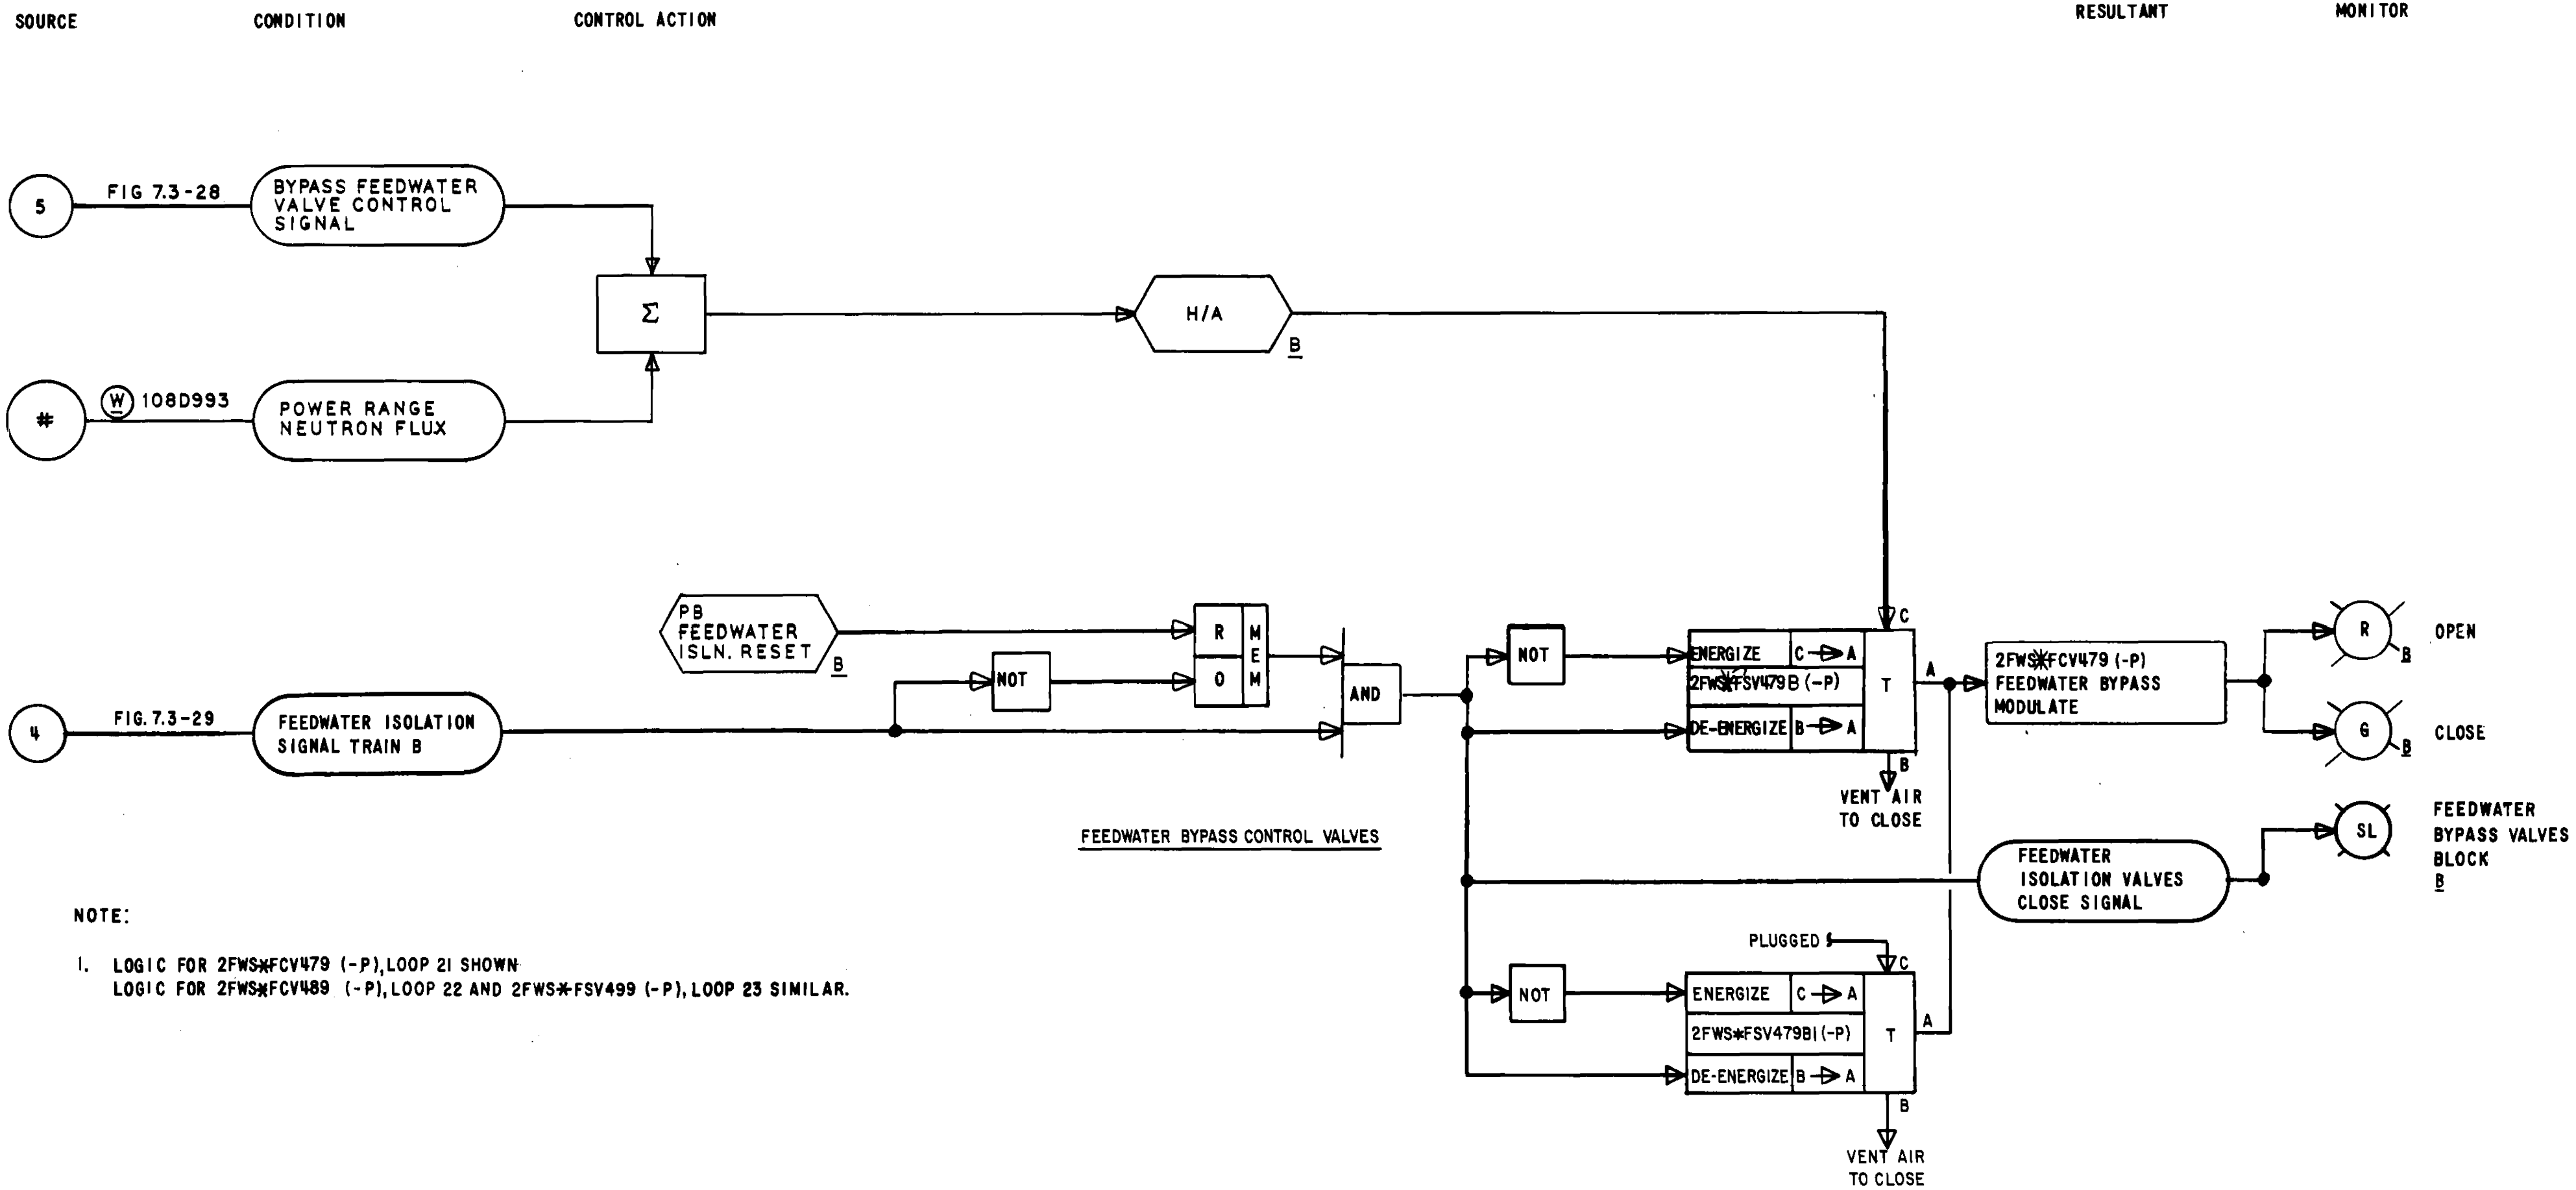 SOURCE CONDITION CONTROL ACTION RESULTANT MONITOR
5
FIG 7.3-28
BYPASS FEEDWATER
VALVE CONTROL
SIGNAL
Σ
H/A
B
#
W 108D993
POWER RANGE
NEUTRON FLUX
PB
FEEDWATER
ISLN. RESET
B
R
O
MEM
NOT
4
FIG. 7.3-29
FEEDWATER ISOLATION
SIGNAL TRAIN B
AND
NOT
C
ENERGIZE C A
2FWS*FSV479B (-P)
DE-ENERGIZE B A
T
A
B
VENT AIR
TO CLOSE
2FWS*FCV479 (-P)
FEEDWATER BYPASS
MODULATE
R
B
OPEN
G
B
CLOSE
FEEDWATER BYPASS CONTROL VALVES
FEEDWATER
ISOLATION VALVES
CLOSE SIGNAL
SL
FEEDWATER
BYPASS VALVES
BLOCK
B
PLUGGED
C
NOT
ENERGIZE C A
2FWS*FSV479B1 (-P)
DE-ENERGIZE B A
T
A
B
VENT AIR
TO CLOSE
NOTE:
1. LOGIC FOR 2FWS*FCV479 (-P), LOOP 21 SHOWN
LOGIC FOR 2FWS*FCV489 (-P), LOOP 22 AND 2FWS*FSV499 (-P), LOOP 23 SIMILAR.